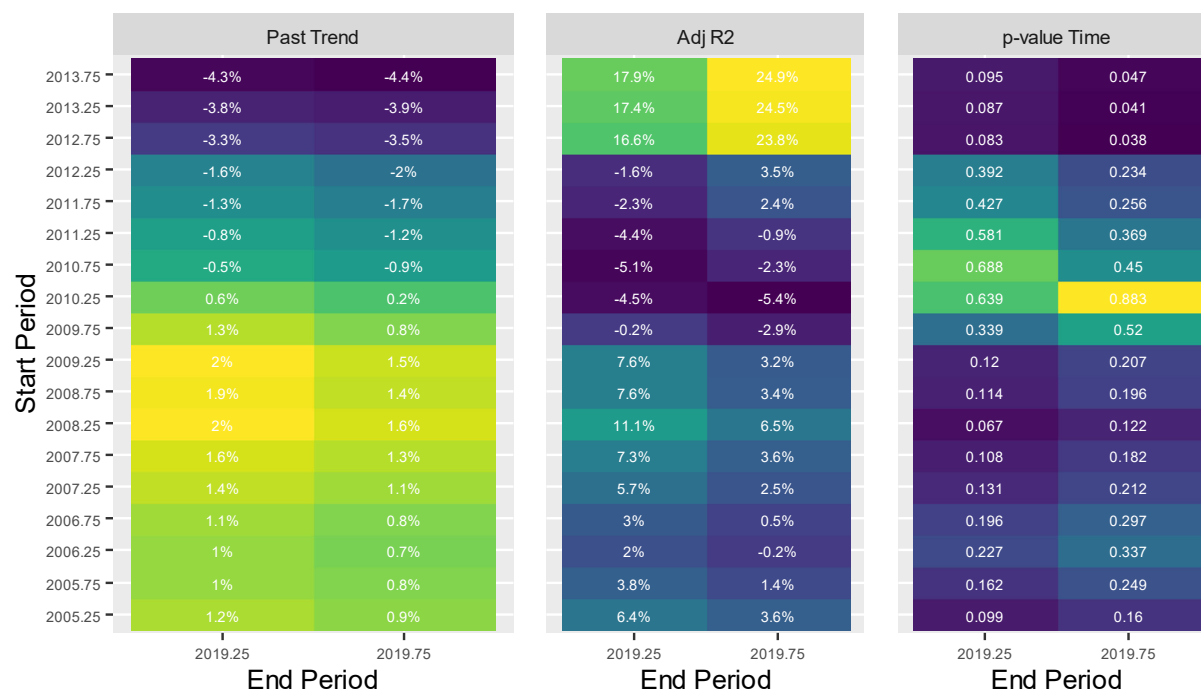 Past Trend Adj R2 p-value Time
2013.75 -4.3% -4.4% 17.9% 24.9% 0.095 0.047
2013.25 -3.8% -3.9% 17.4% 24.5% 0.087 0.041
2012.75 -3.3% -3.5% 16.6% 23.8% 0.083 0.038
2012.25 -1.6% -2% -1.6% 3.5% 0.392 0.234
2011.75 -1.3% -1.7% -2.3% 2.4% 0.427 0.256
2011.25 -0.8% -1.2% -4.4% -0.9% 0.581 0.369
2010.75 -0.5% -0.9% -5.1% -2.3% 0.688 0.45
2010.25 0.6% 0.2% -4.5% -5.4% 0.639 0.883
2009.75 1.3% 0.8% -0.2% -2.9% 0.339 0.52
2009.25 2% 1.5% 7.6% 3.2% 0.12 0.207
2008.75 1.9% 1.4% 7.6% 3.4% 0.114 0.196
2008.25 2% 1.6% 11.1% 6.5% 0.067 0.122
2007.75 1.6% 1.3% 7.3% 3.6% 0.108 0.182
2007.25 1.4% 1.1% 5.7% 2.5% 0.131 0.212
2006.75 1.1% 0.8% 3% 0.5% 0.196 0.297
2006.25 1% 0.7% 2% -0.2% 0.227 0.337
2005.75 1% 0.8% 3.8% 1.4% 0.162 0.249
2005.25 1.2% 0.9% 6.4% 3.6% 0.099 0.16
Start Period
2019.25 2019.75 2019.25 2019.75 2019.25 2019.75
End Period End Period End Period